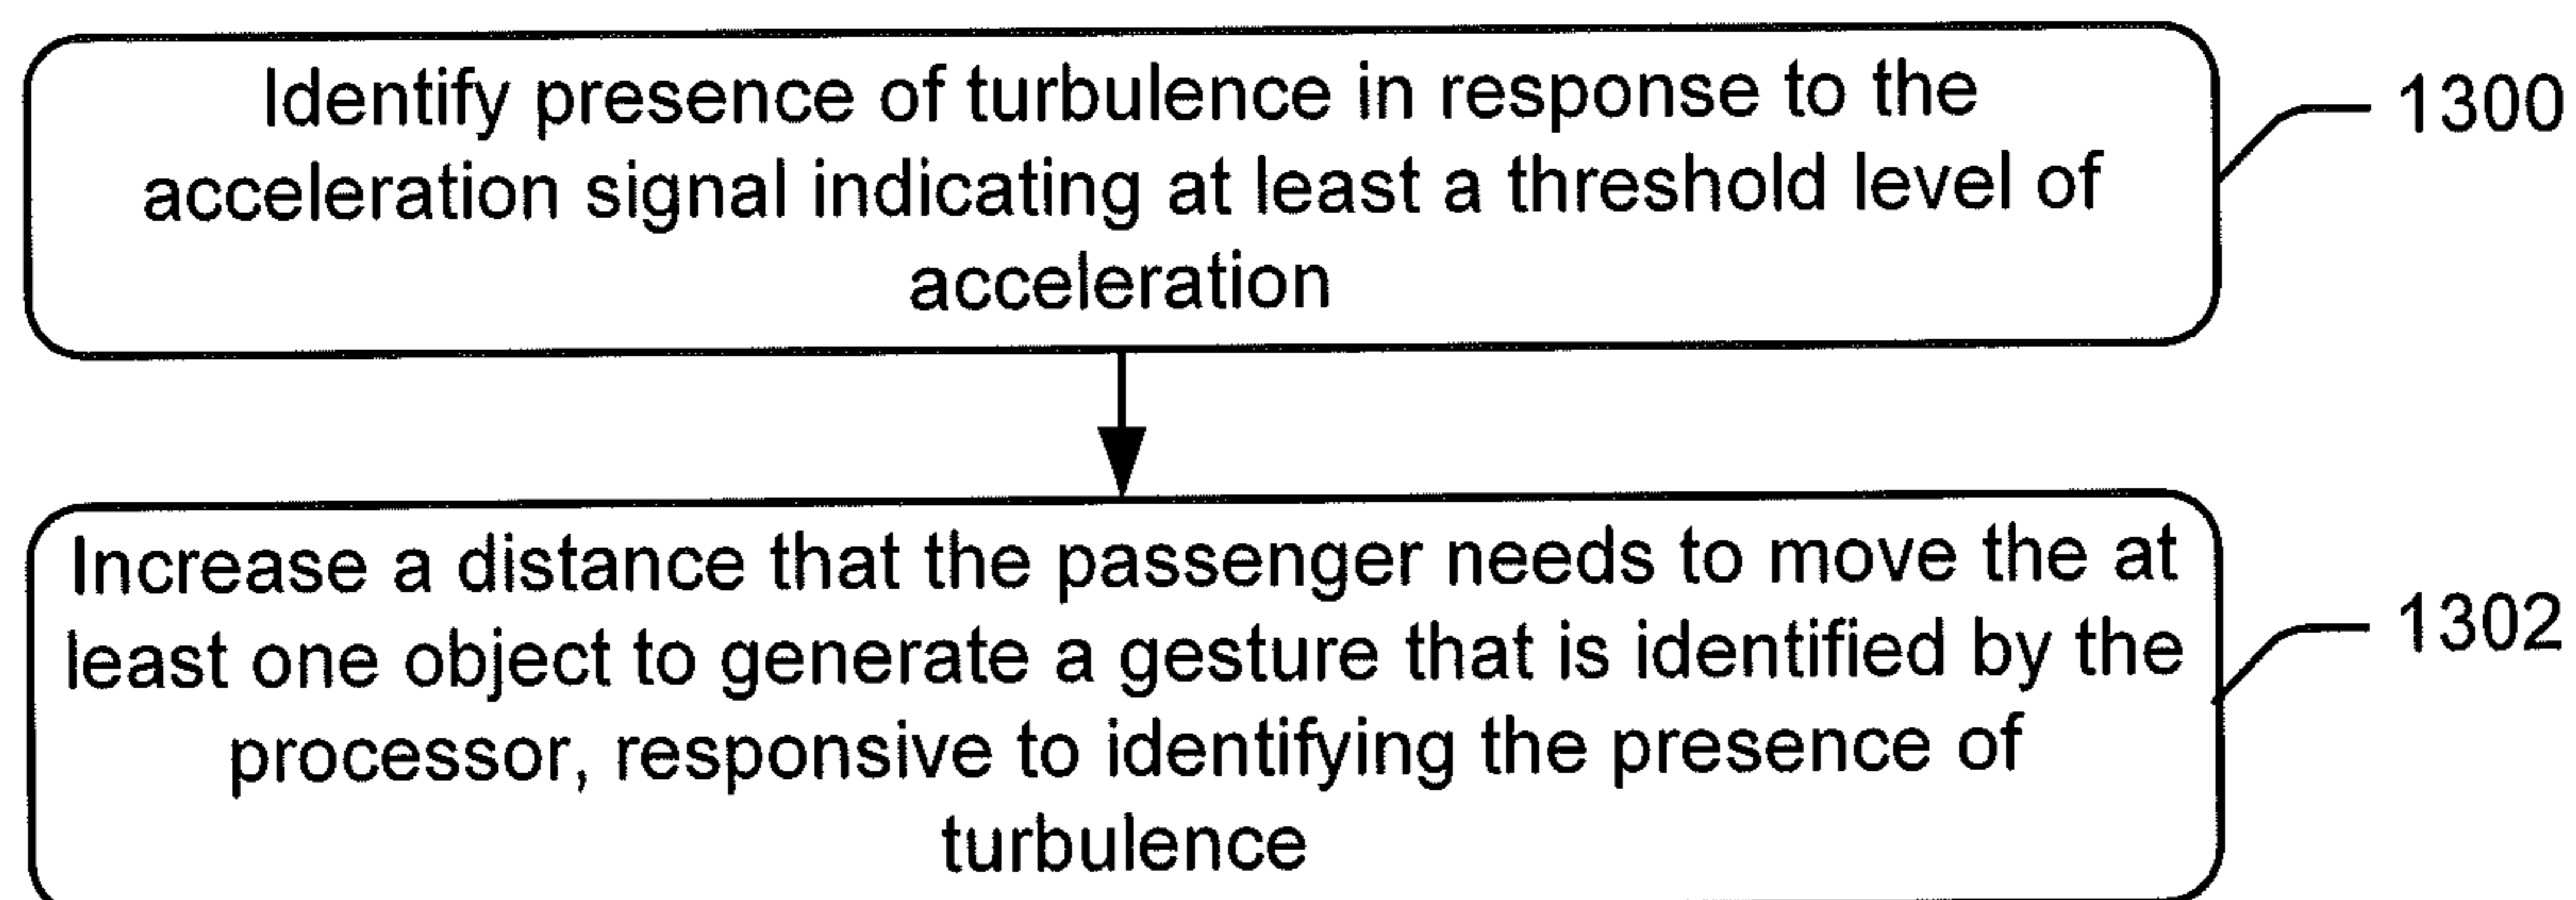 Identify presence of turbulence in response to the
acceleration signal indicating at least a threshold level of
acceleration
1300
Increase a distance that the passenger needs to move the at
least one object to generate a gesture that is identified by the
processor, responsive to identifying the presence of
turbulence
1302